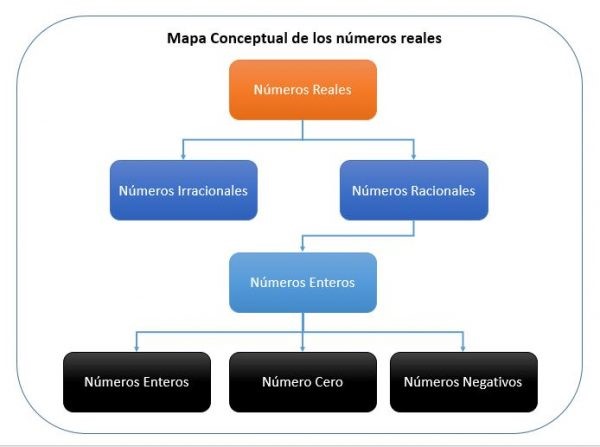 Mapa Conceptual de los números reales
Números Reales
Números Irracionales
Números Racionales
Números Enteros
Números Enteros
Número Cero
Números Negativos